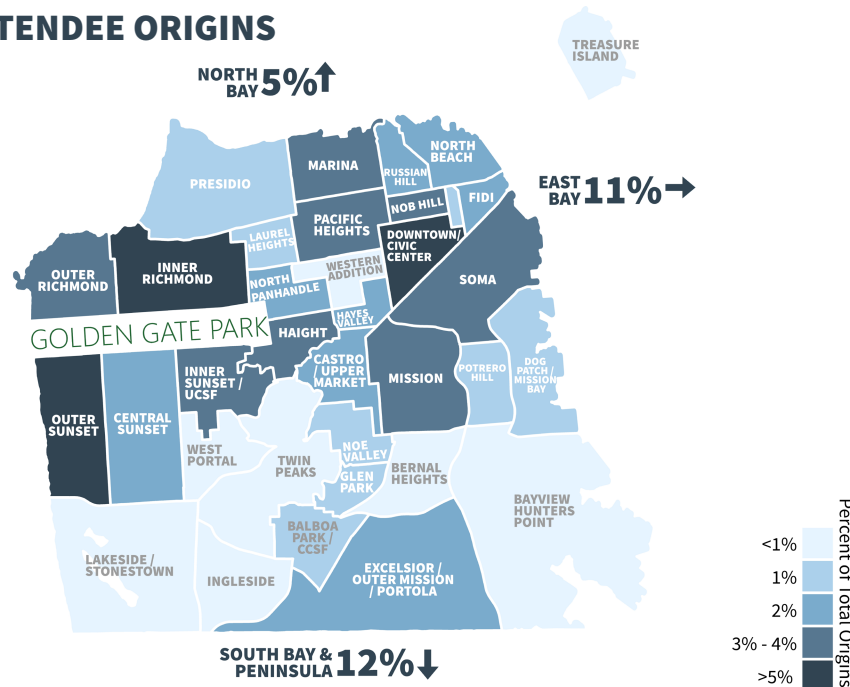 TENDEE ORIGINS
TREASURE
ISLAND
NORTH
BAY 5%
NORTH
BEACH
MARINA
RUSSIAN
HILL
PRESIDIO
EAST
BAY 11%
FIDI
NOB HILL
PACIFIC
HEIGHTS
LAUREL
HEIGHTS
DOWNTOWN/
CIVIC
CENTER
WESTERN
ADDITION
OUTER
RICHMOND
INNER
RICHMOND
NORTH
PANHANDLE
SOMA
HAYES
VALLEY
GOLDEN GATE PARK
HAIGHT
CASTRO
/ UPPER
MARKET
INNER
SUNSET /
UCSF
MISSION
POTRERO
HILL
DOG
PATCH /
MISSION
BAY
OUTER
SUNSET
CENTRAL
SUNSET
WEST
PORTAL
TWIN
PEAKS
NOE
VALLEY
GLEN
PARK
BERNAL
HEIGHTS
BAYVIEW
HUNTERS
POINT
BALBOA
PARK /
CCSF
LAKESIDE /
STONESTOWN
INGLESIDE
EXCELSIOR /
OUTER MISSION
/ PORTOLA
SOUTH BAY &
PENINSULA 12%
Percent of Total Origins
<1%
1%
2%
3% - 4%
>5%